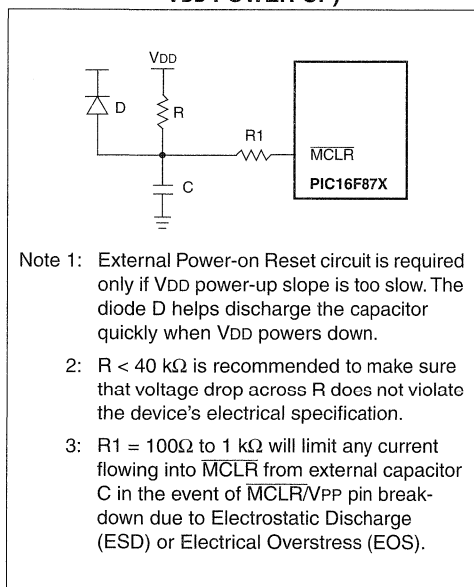 VDD POWER-UP)
VDD
D
R
R1
MCLR
C
PIC16F87X
Note 1: External Power-on Reset circuit is required
only if VDD power-up slope is too slow. The
diode D helps discharge the capacitor
quickly when VDD powers down.
2: R < 40 kΩ is recommended to make sure
that voltage drop across R does not violate
the device's electrical specification.
3: R1 = 100Ω to 1 kΩ will limit any current
flowing into MCLR from external capacitor
C in the event of MCLR/VPP pin break-
down due to Electrostatic Discharge
(ESD) or Electrical Overstress (EOS).